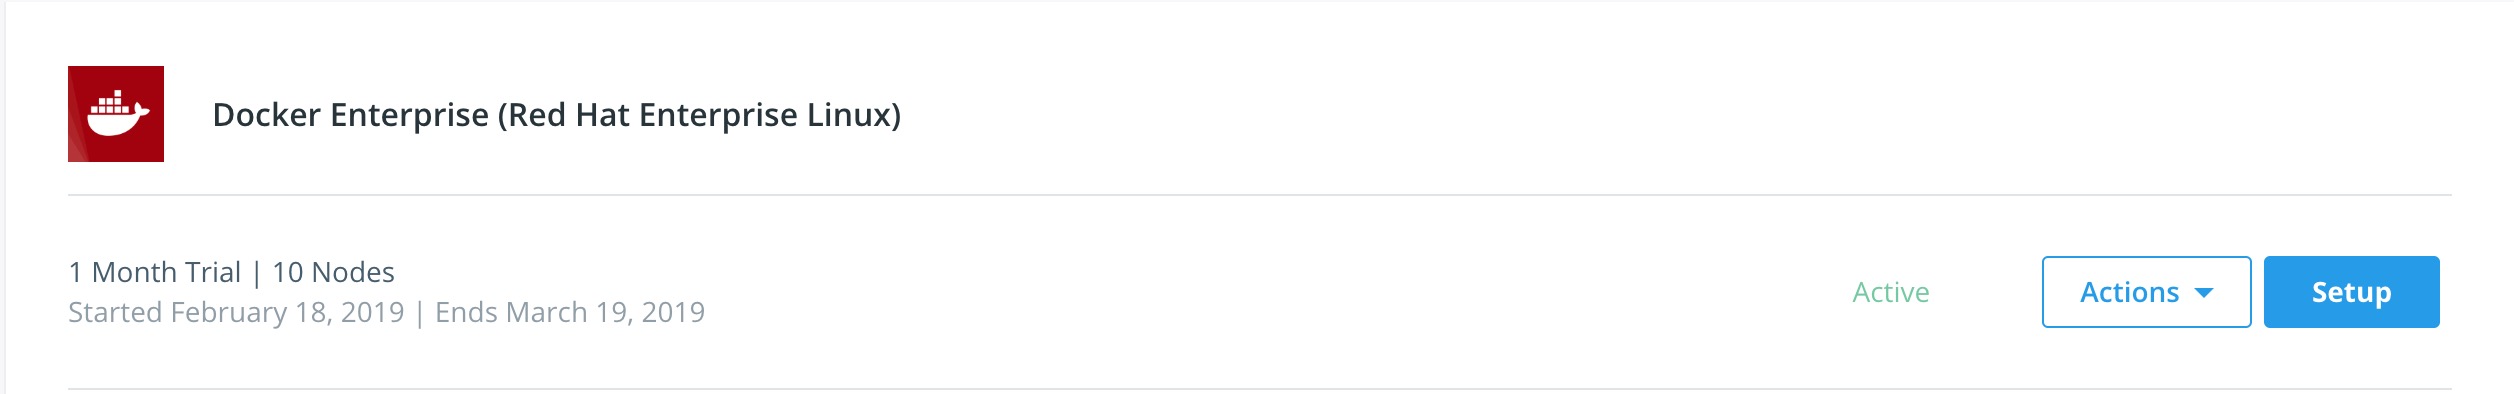 Docker Enterprise (Red Hat Enterprise Linux)
1 Month Trial | 10 Nodes
Started February 18, 2019 | Ends March 19, 2019
Active
Actions
Setup